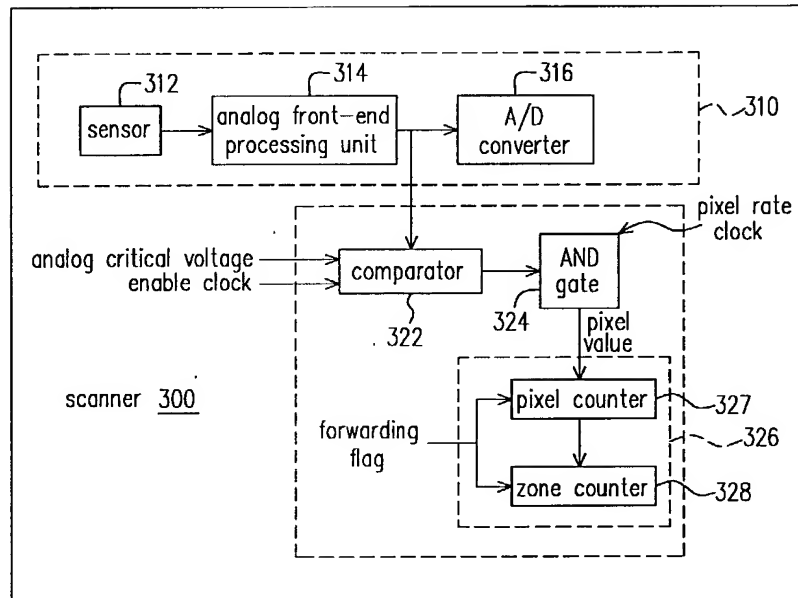 312
314
316
sensor
analog front-end
processing unit
A/D
converter
310
pixel rate
clock
analog critical voltage
enable clock
comparator
AND
gate
322
324
pixel
value
scanner 300
forwarding
flag
pixel counter
327
326
zone counter
328